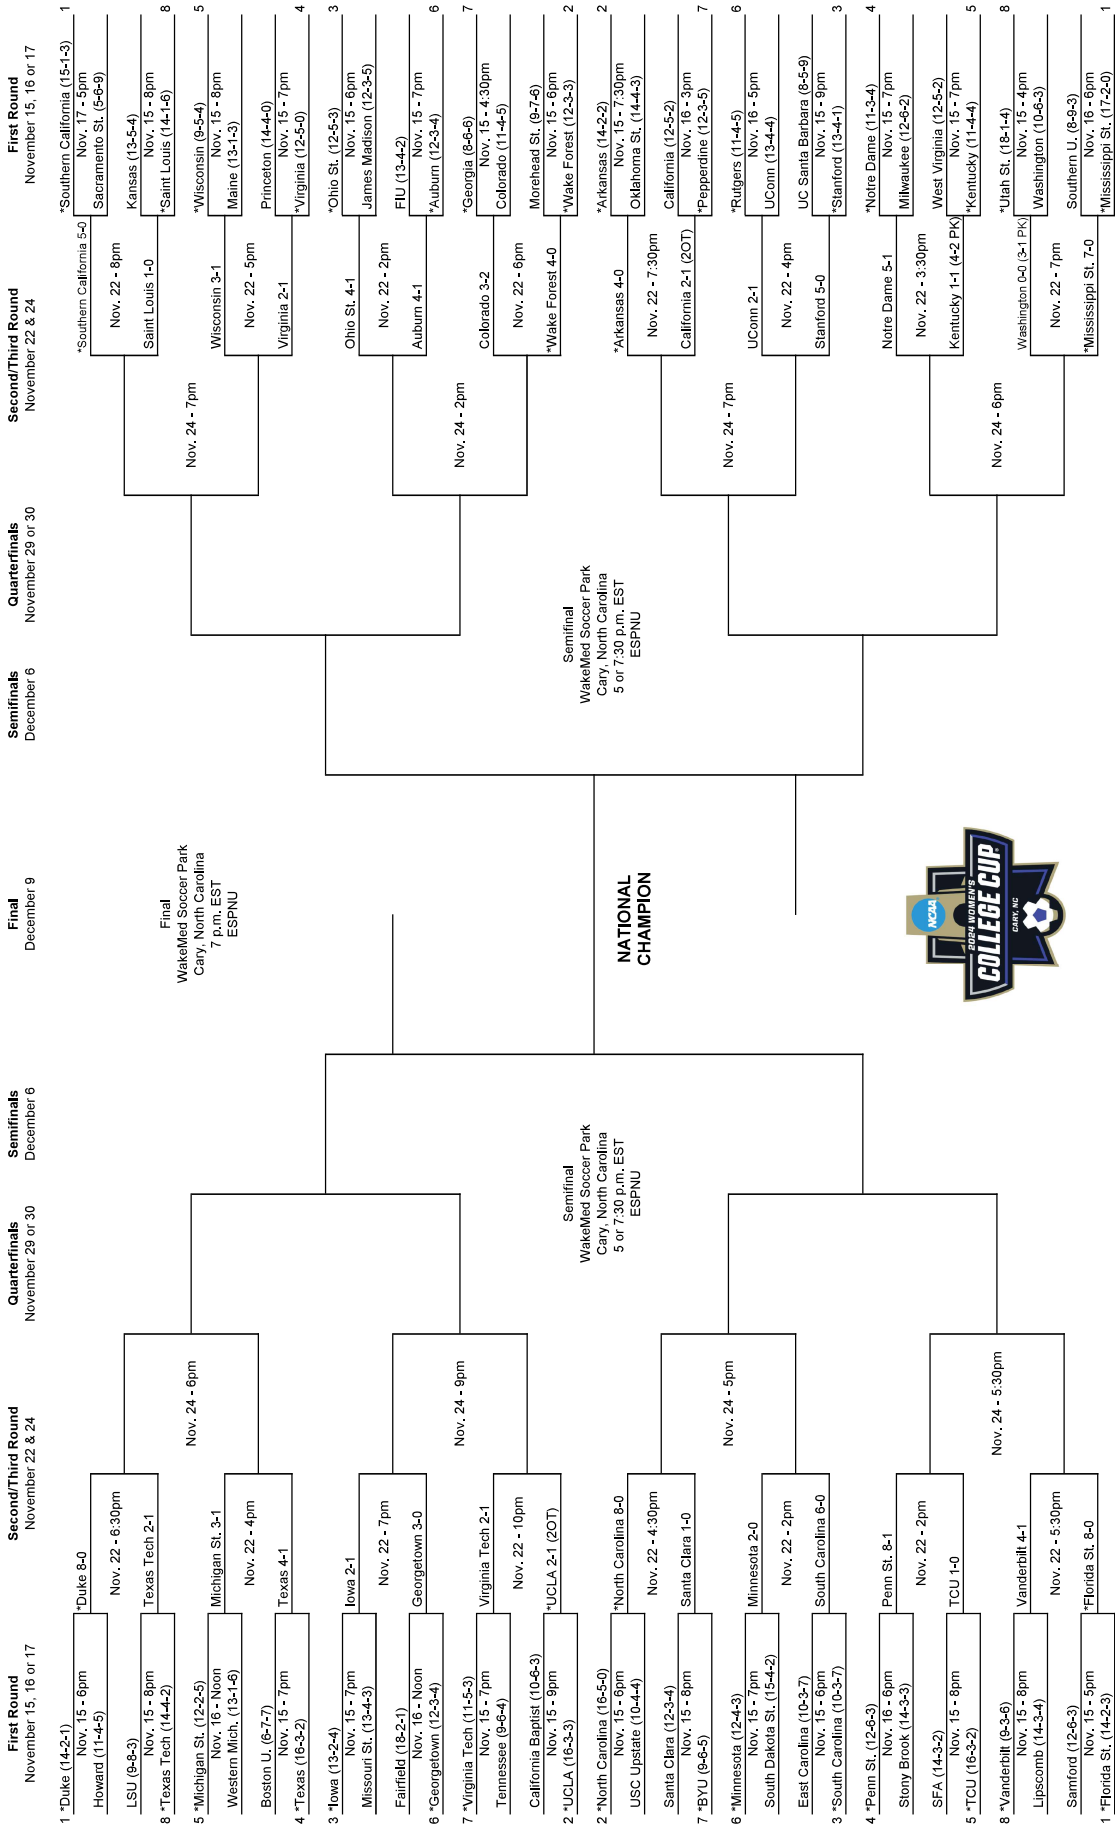 First Round
November 15, 16 or 17
Second/Third Round
November 22 & 24
Quarterfinals
November 29 or 30
Semifinals
December 6
Final
December 9
Semifinals
December 6
Quarterfinals
November 29 or 30
Second/Third Round
November 22 & 24
First Round
November 15, 16 or 17
1 *Duke (14-2-1)
Nov. 15 - 6pm
Howard (11-4-5)
*Duke 8-0
Nov. 22 - 6:30pm
LSU (9-8-3)
Nov. 15 - 8pm
8 *Texas Tech (14-4-2)
Texas Tech 2-1
Nov. 24 - 6pm
5 *Michigan St. (12-2-5)
Nov. 16 - Noon
Western Mich. (13-1-6)
Michigan St. 3-1
Nov. 22 - 4pm
Boston U. (6-7-7)
Nov. 15 - 7pm
4 *Texas (16-3-2)
Texas 4-1
3 *Iowa (13-2-4)
Nov. 15 - 7pm
Missouri St. (13-4-3)
Iowa 2-1
Nov. 22 - 7pm
Fairfield (18-2-1)
Nov. 16 - Noon
6 *Georgetown (12-3-4)
Georgetown 3-0
Nov. 24 - 9pm
7 *Virginia Tech (11-5-3)
Nov. 15 - 7pm
Tennessee (9-6-4)
Virginia Tech 2-1
Nov. 22 - 10pm
California Baptist (10-6-3)
Nov. 15 - 9pm
2 *UCLA (16-3-3)
*UCLA 2-1 (2OT)
Semifinal
WakeMed Soccer Park
Cary, North Carolina
5 or 7:30 p.m. EST
ESPNU
2 *North Carolina (16-5-0)
Nov. 15 - 6pm
USC Upstate (10-4-4)
*North Carolina 8-0
Nov. 22 - 4:30pm
Santa Clara (12-3-4)
Nov. 15 - 8pm
7 *BYU (9-6-5)
Santa Clara 1-0
Nov. 24 - 5pm
6 *Minnesota (12-4-3)
Nov. 15 - 7pm
South Dakota St. (15-4-2)
Minnesota 2-0
Nov. 22 - 2pm
East Carolina (10-3-7)
Nov. 15 - 6pm
3 *South Carolina (10-3-7)
South Carolina 6-0
4 *Penn St. (12-6-3)
Nov. 16 - 6pm
Stony Brook (14-3-3)
Penn St. 8-1
Nov. 22 - 2pm
SFA (14-3-2)
Nov. 15 - 8pm
5 *TCU (16-3-2)
TCU 1-0
Nov. 24 - 5:30pm
8 *Vanderbilt (9-3-6)
Nov. 15 - 8pm
Lipscomb (14-3-4)
Vanderbilt 4-1
Nov. 22 - 5:30pm
Samford (12-6-3)
Nov. 15 - 5pm
1 *Florida St. (14-2-3)
*Florida St. 8-0
Final
WakeMed Soccer Park
Cary, North Carolina
7 p.m. EST
ESPNU
NATIONAL
CHAMPION
NCAA
2024 WOMEN'S
COLLEGE CUP
CARY, NC
*Southern California (15-1-3) 1
Nov. 17 - 5pm
Sacramento St. (5-6-9)
*Southern California 5-0
Nov. 22 - 8pm
Kansas (13-5-4)
Nov. 15 - 8pm
*Saint Louis (14-1-6) 8
Saint Louis 1-0
Nov. 24 - 7pm
*Wisconsin (9-5-4) 5
Nov. 15 - 8pm
Maine (13-1-3)
Wisconsin 3-1
Nov. 22 - 5pm
Princeton (14-4-0)
Nov. 15 - 7pm
*Virginia (12-5-0) 4
Virginia 2-1
*Ohio St. (12-5-3) 3
Nov. 15 - 6pm
James Madison (12-3-5)
Ohio St. 4-1
Nov. 22 - 2pm
FIU (13-4-2)
Nov. 15 - 7pm
*Auburn (12-3-4) 6
Auburn 4-1
Nov. 24 - 2pm
*Georgia (8-6-6) 7
Nov. 15 - 4:30pm
Colorado (11-4-5)
Colorado 3-2
Nov. 22 - 6pm
Morehead St. (9-7-6)
Nov. 15 - 6pm
*Wake Forest (12-3-3) 2
*Wake Forest 4-0
Semifinal
WakeMed Soccer Park
Cary, North Carolina
5 or 7:30 p.m. EST
ESPNU
*Arkansas (14-2-2) 2
Nov. 15 - 7:30pm
Oklahoma St. (14-4-3)
*Arkansas 4-0
Nov. 22 - 7:30pm
California (12-5-2)
Nov. 16 - 3pm
*Pepperdine (12-3-5) 7
California 2-1 (2OT)
Nov. 24 - 7pm
*Rutgers (11-4-5) 6
Nov. 16 - 5pm
UConn (13-4-4)
UConn 2-1
Nov. 22 - 4pm
UC Santa Barbara (8-5-9)
Nov. 15 - 9pm
*Stanford (13-4-1) 3
Stanford 5-0
*Notre Dame (11-3-4) 4
Nov. 15 - 7pm
Milwaukee (12-6-2)
Notre Dame 5-1
Nov. 22 - 3:30pm
West Virginia (12-5-2)
Nov. 15 - 7pm
*Kentucky (11-4-4) 5
Kentucky 1-1 (4-2 PK)
Nov. 24 - 6pm
*Utah St. (18-1-4) 8
Nov. 15 - 4pm
Washington (10-6-3)
Washington 0-0 (3-1 PK)
Nov. 22 - 7pm
Southern U. (8-9-3)
Nov. 16 - 6pm
*Mississippi St. (17-2-0) 1
*Mississippi St. 7-0